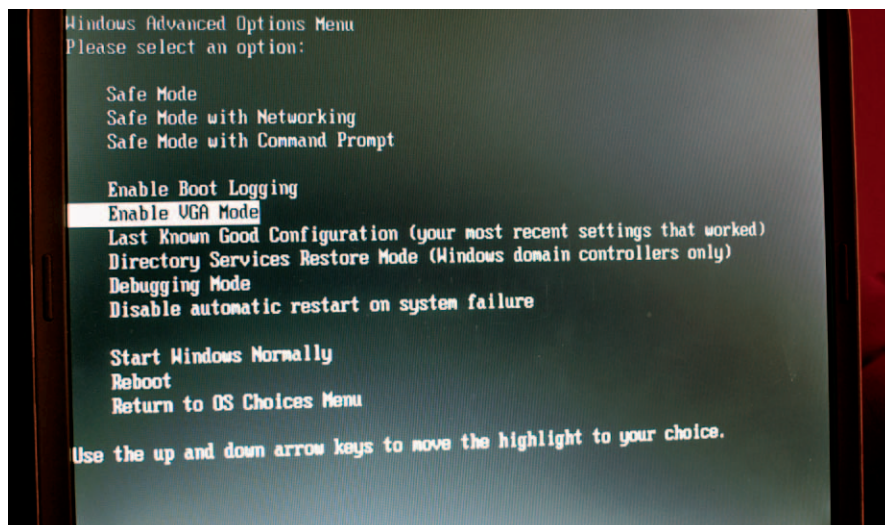 Windows Advanced Options Menu
Please select an option:
Safe Mode
Safe Mode with Networking
Safe Mode with Command Prompt
Enable Boot Logging
Enable VGA Mode
Last Known Good Configuration (your most recent settings that worked)
Directory Services Restore Mode (Windows domain controllers only)
Debugging Mode
Disable automatic restart on system failure
Start Windows Normally
Reboot
Return to OS Choices Menu
Use the up and down arrow keys to move the highlight to your choice.